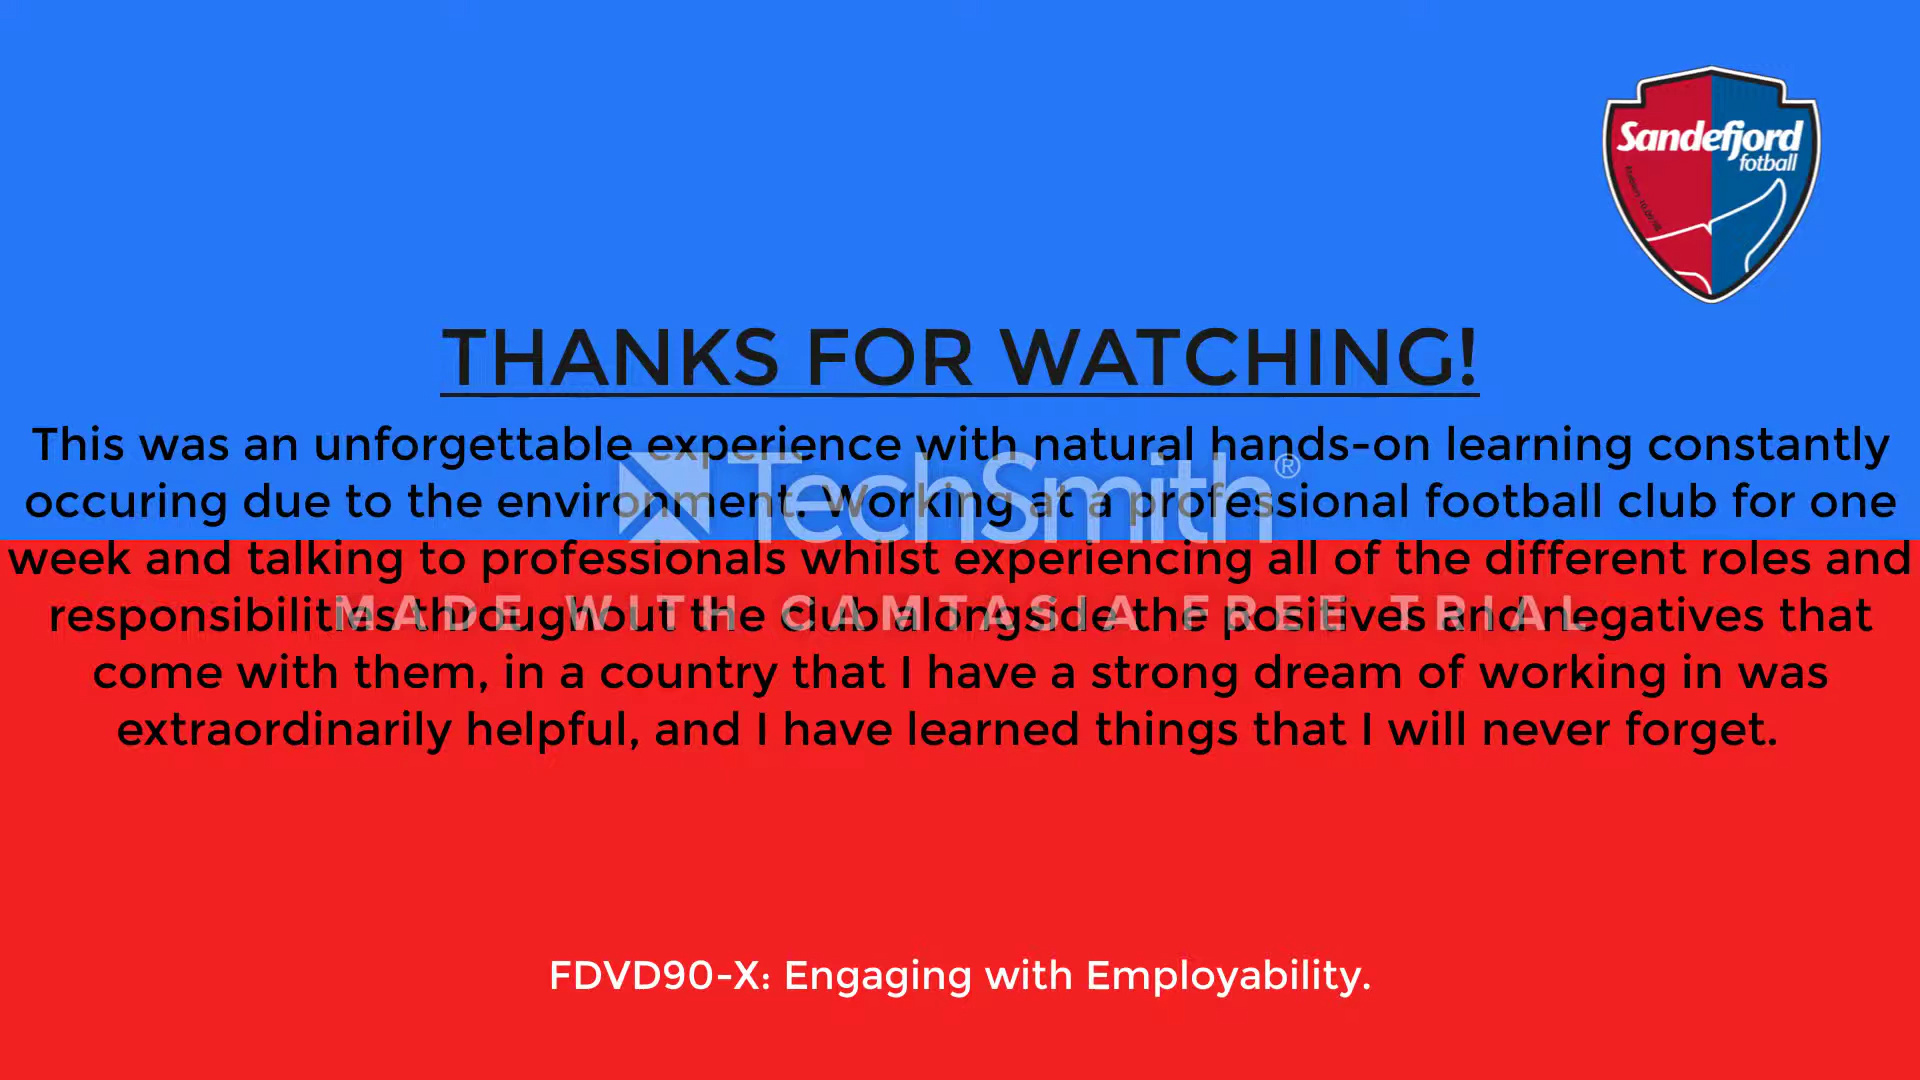 Sandefjord
fotball
THANKS FOR WATCHING!
This was an unforgettable experience with natural hands-on learning constantly
occuring due to the environment. Working at a professional football club for one
week and talking to professionals whilst experiencing all of the different roles and
responsibilities throughout the club alongside the positives and negatives that
come with them, in a country that I have a strong dream of working in was
extraordinarily helpful, and I have learned things that I will never forget.
TechSmith®
MADE WITH CAMTASIA FREE TRIAL
FDVD90-X: Engaging with Employability.